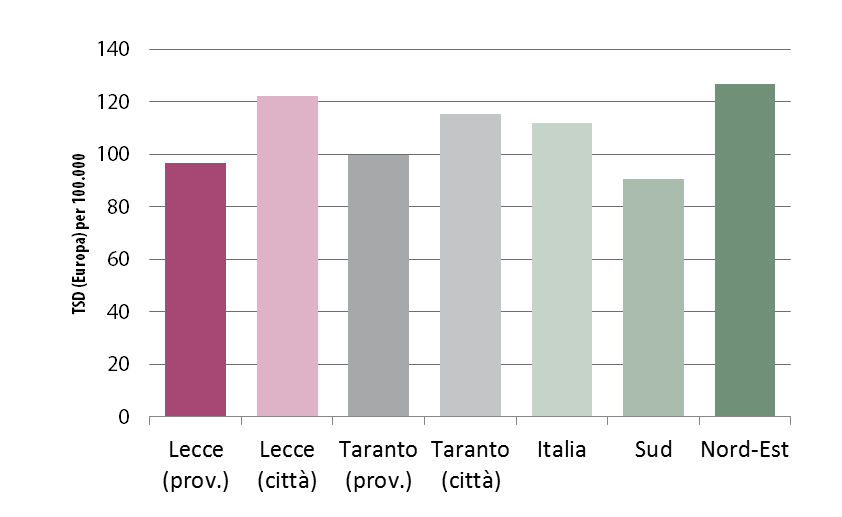 140
120
100
80
60
40
20
0
TSD (Europa) per 100.000
Lecce
(prov.)
Lecce
(città)
Taranto
(prov.)
Taranto
(città)
Italia
Sud
Nord-Est